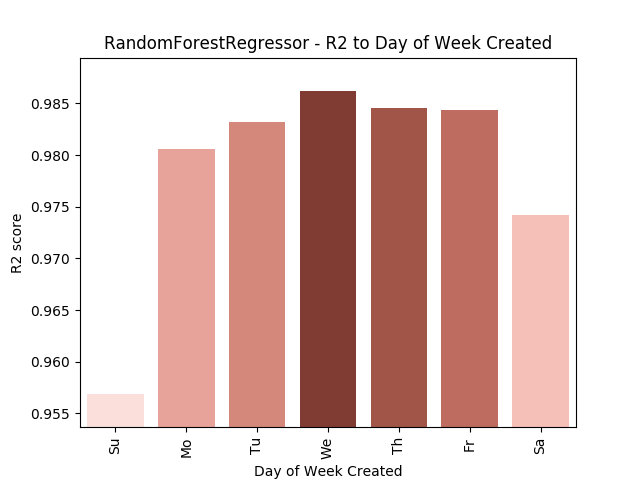 RandomForestRegressor - R2 to Day of Week Created
R2 score
0.985
0.980
0.975
0.970
0.965
0.960
0.955
Su
Mo
Tu
We
Th
Fr
Sa
Day of Week Created